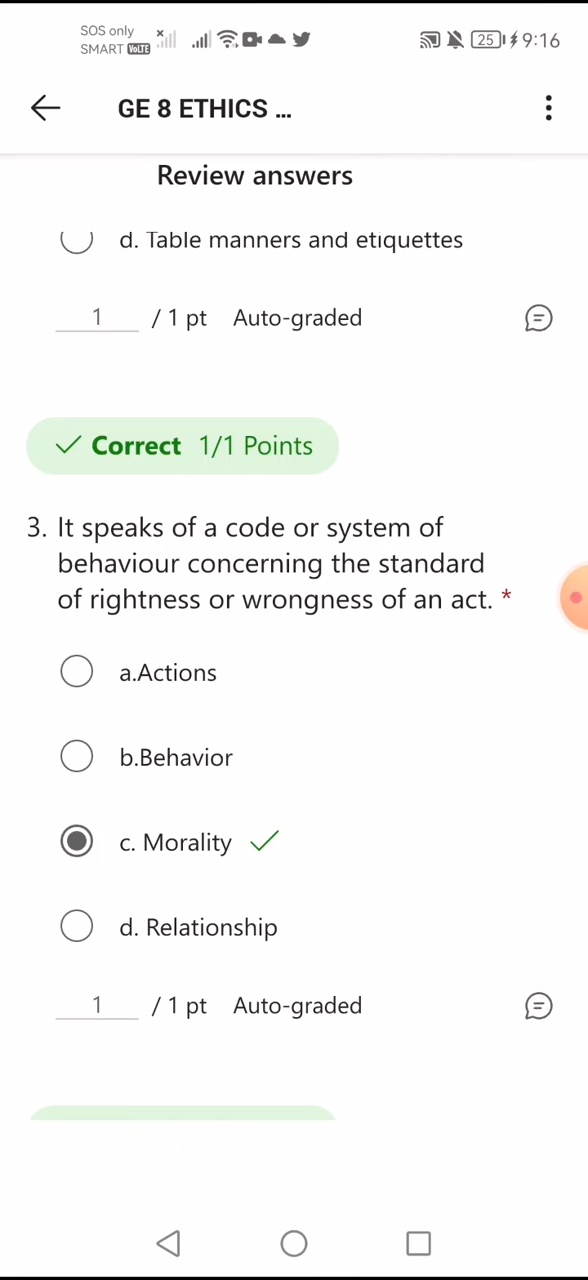 SOS only
SMART VoLTE
25 9:16
GE 8 ETHICS ...
Review answers
d. Table manners and etiquettes
1 / 1 pt Auto-graded
Correct 1/1 Points
3. It speaks of a code or system of
behaviour concerning the standard
of rightness or wrongness of an act. *
a.Actions
b.Behavior
c. Morality
d. Relationship
1 / 1 pt Auto-graded